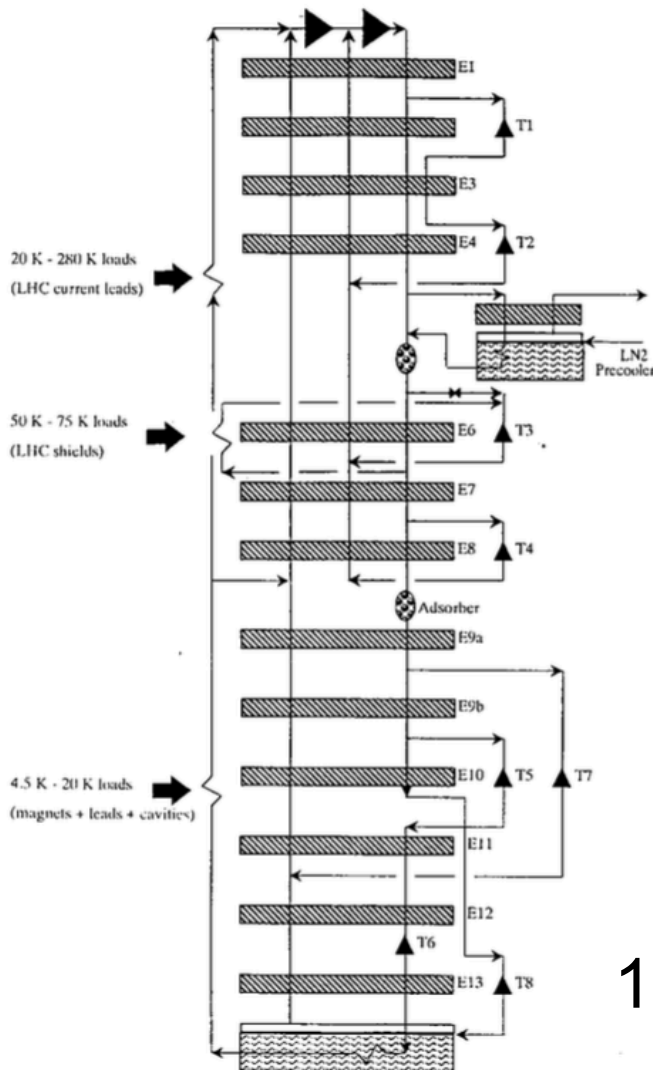 E1
T1
E3
E4
T2
20 K - 280 K loads
(LHC current leads)
LN2
Precooler
50 K - 75 K loads
(LHC shields)
E6
T3
E7
E8
T4
Adsorber
E9a
E9b
4.5 K - 20 K loads
(magnets + leads + cavities)
E10
T5
T7
E11
E12
T6
E13
T8
1